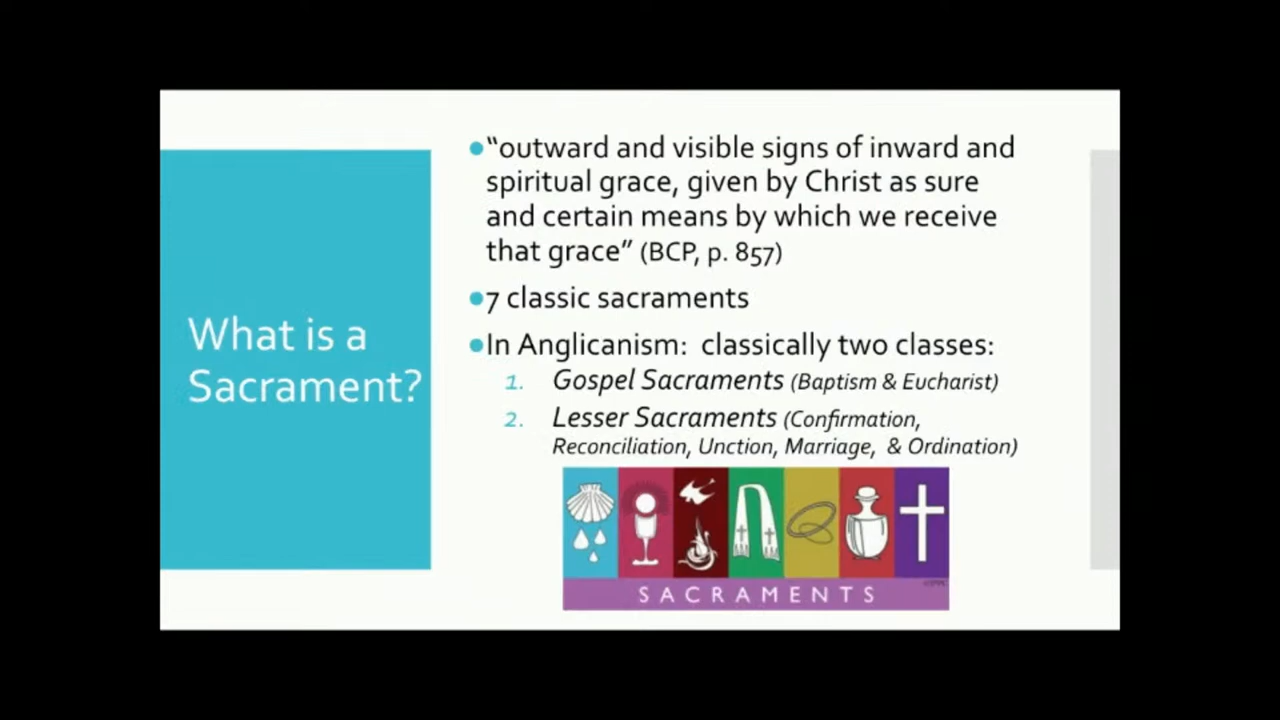 What is a
Sacrament?
“outward and visible signs of inward and
spiritual grace, given by Christ as sure
and certain means by which we receive
that grace” (BCP, p. 857)
7 classic sacraments
In Anglicanism: classically two classes:
1. Gospel Sacraments (Baptism & Eucharist)
2. Lesser Sacraments (Confirmation,
Reconciliation, Unction, Marriage, & Ordination)
SACRAMENTS